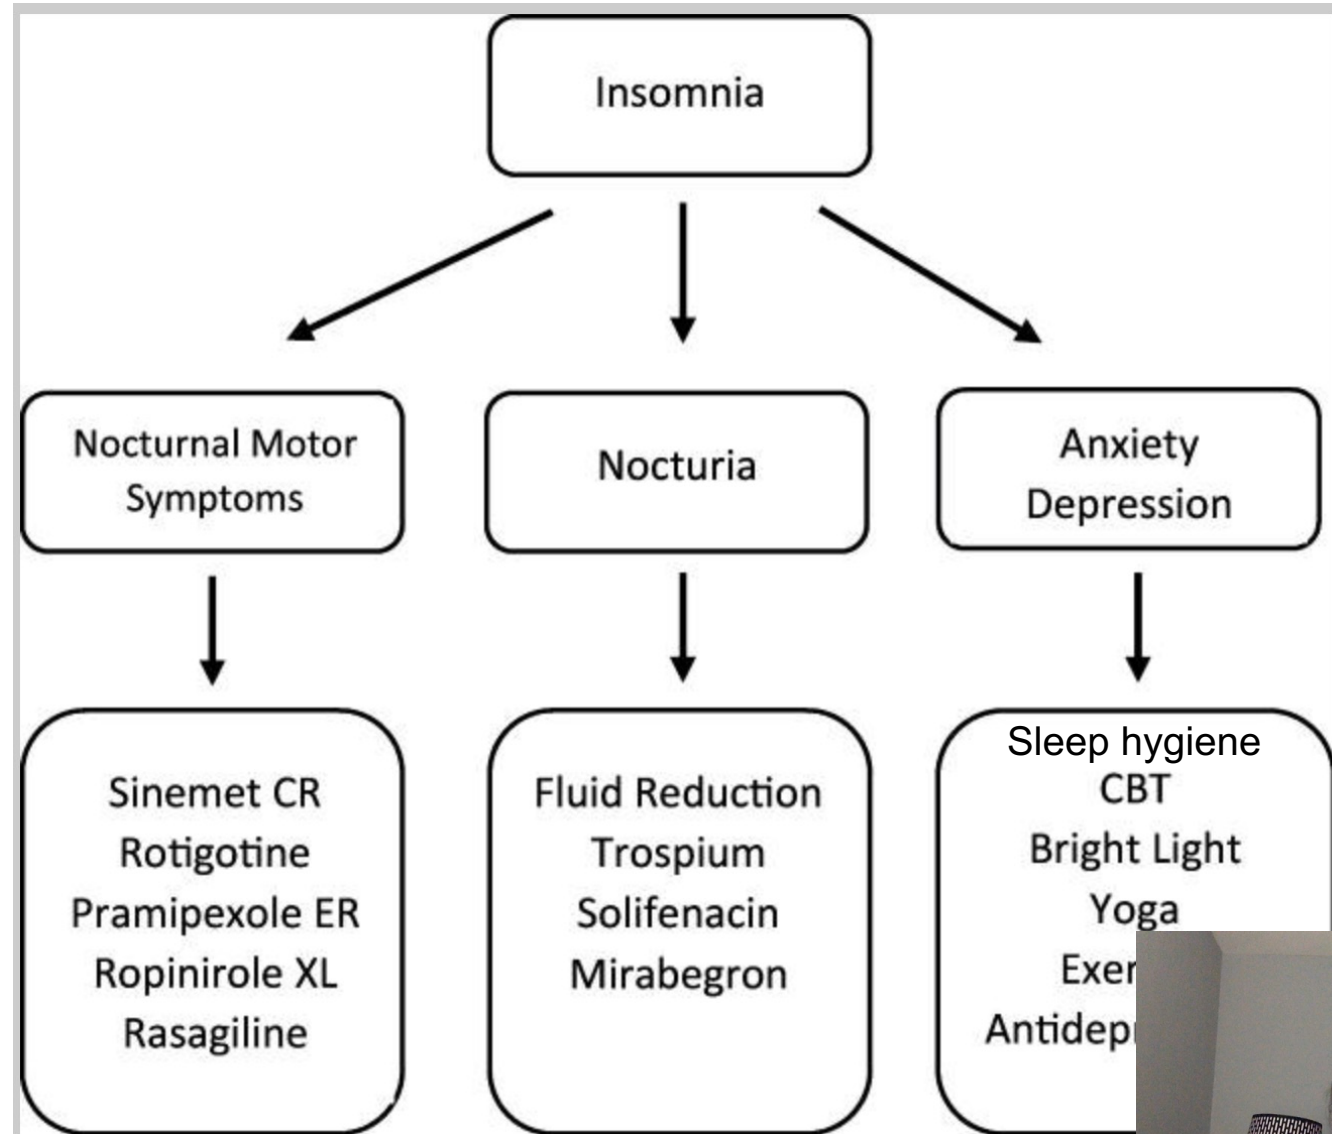 Insomnia
Nocturnal Motor
Symptoms
Nocturia
Anxiety
Depression
Sinemet CR
Rotigotine
Pramipexole ER
Ropinirole XL
Rasagiline
Fluid Reduction
Trospium
Solifenacin
Mirabegron
Sleep hygiene
CBT
Bright Light
Yoga